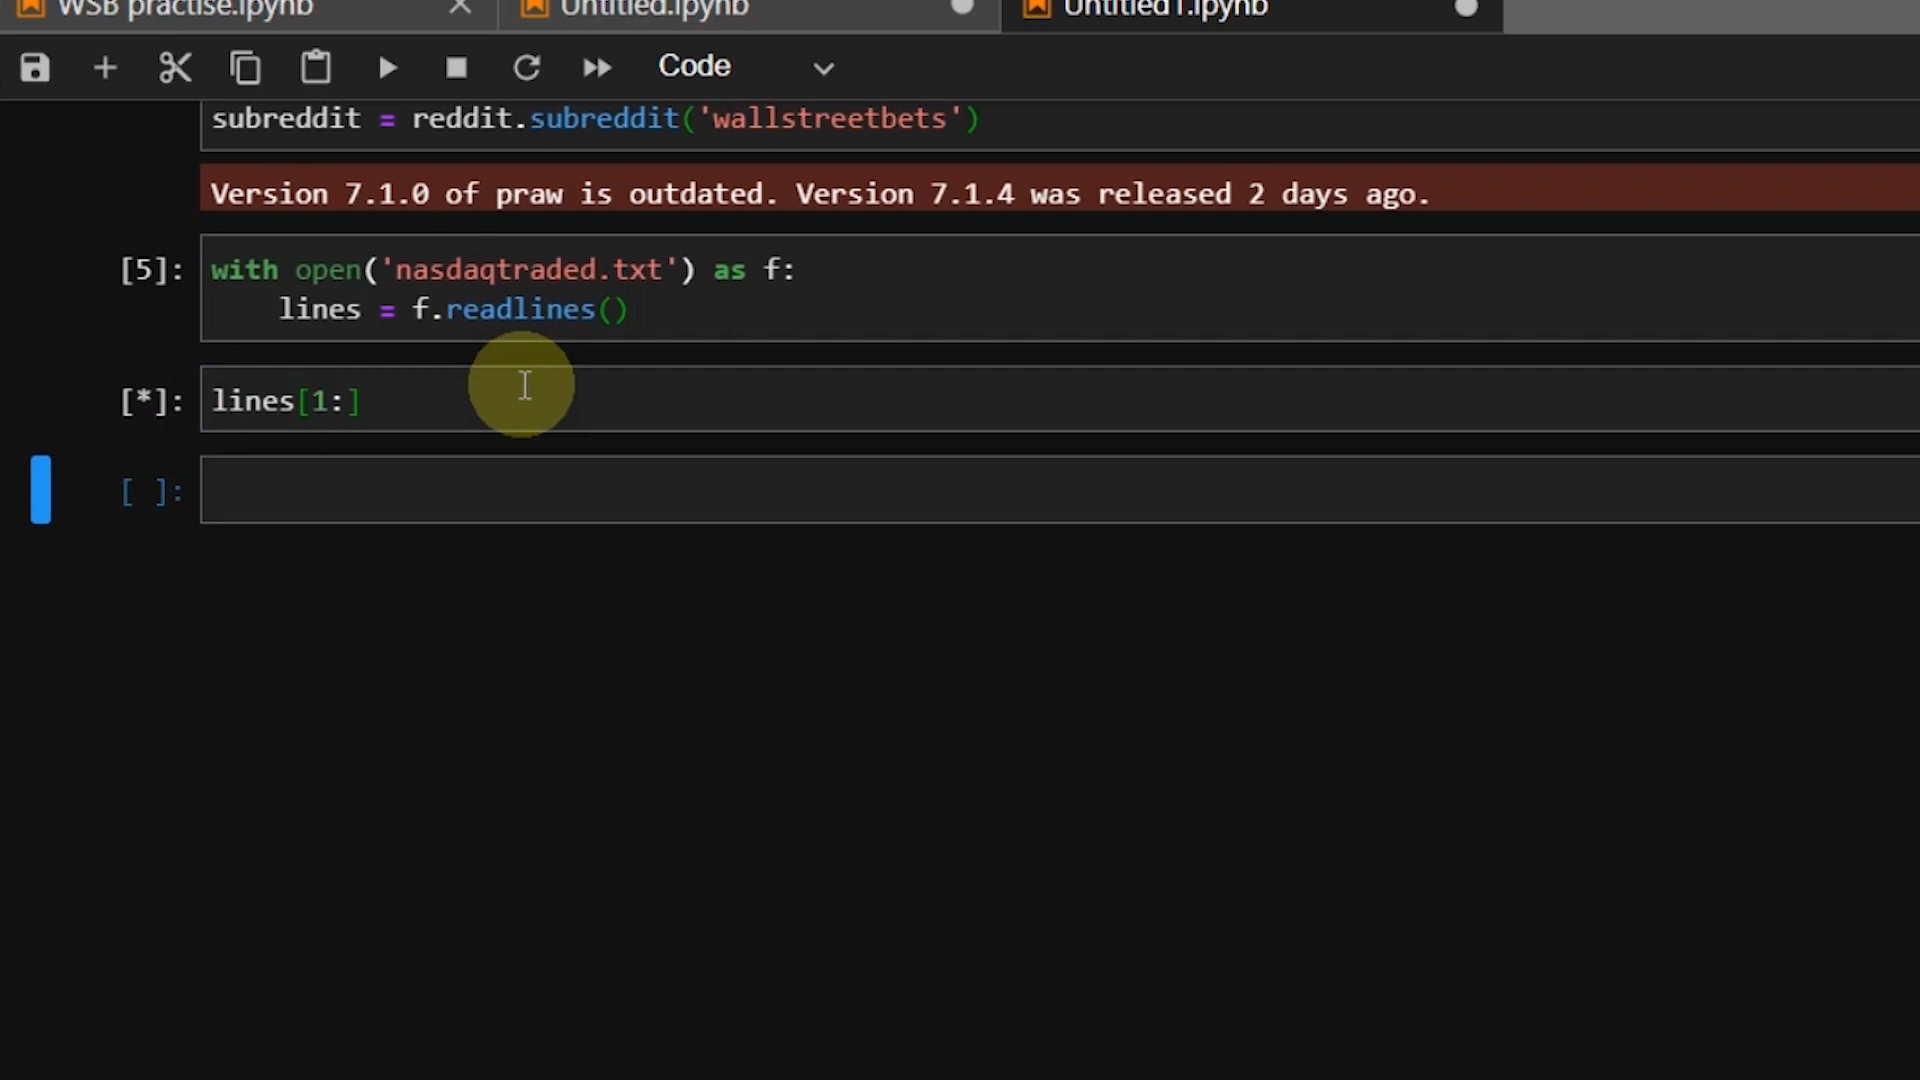 WSB practise.ipynb
Untitled.ipynb
Untitled1.ipynb
Code
subreddit = reddit.subreddit('wallstreetbets')
Version 7.1.0 of praw is outdated. Version 7.1.4 was released 2 days ago.
[5]: with open('nasdaqtraded.txt') as f:
lines = f.readlines()
[*]: lines[1:]
[ ]: